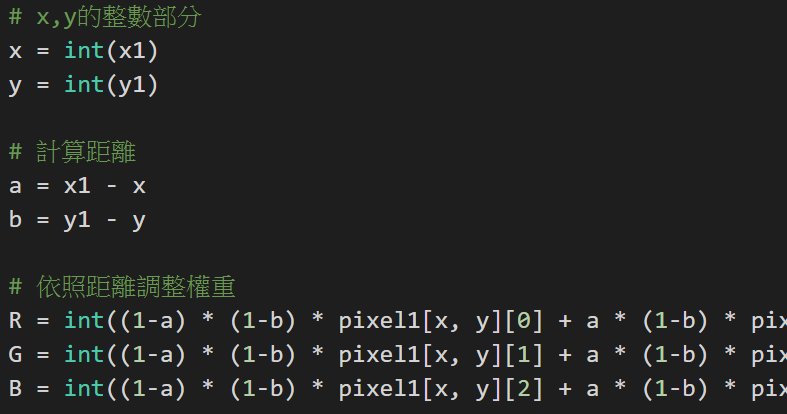 # x,y的整數部分
x = int(x1)
y = int(y1)
# 計算距離
a = x1 - x
b = y1 - y
# 依照距離調整權重
R = int((1-a) * (1-b) * pixel1[x, y][0] + a * (1-b) * pix
G = int((1-a) * (1-b) * pixel1[x, y][1] + a * (1-b) * pix
B = int((1-a) * (1-b) * pixel1[x, y][2] + a * (1-b) * pix